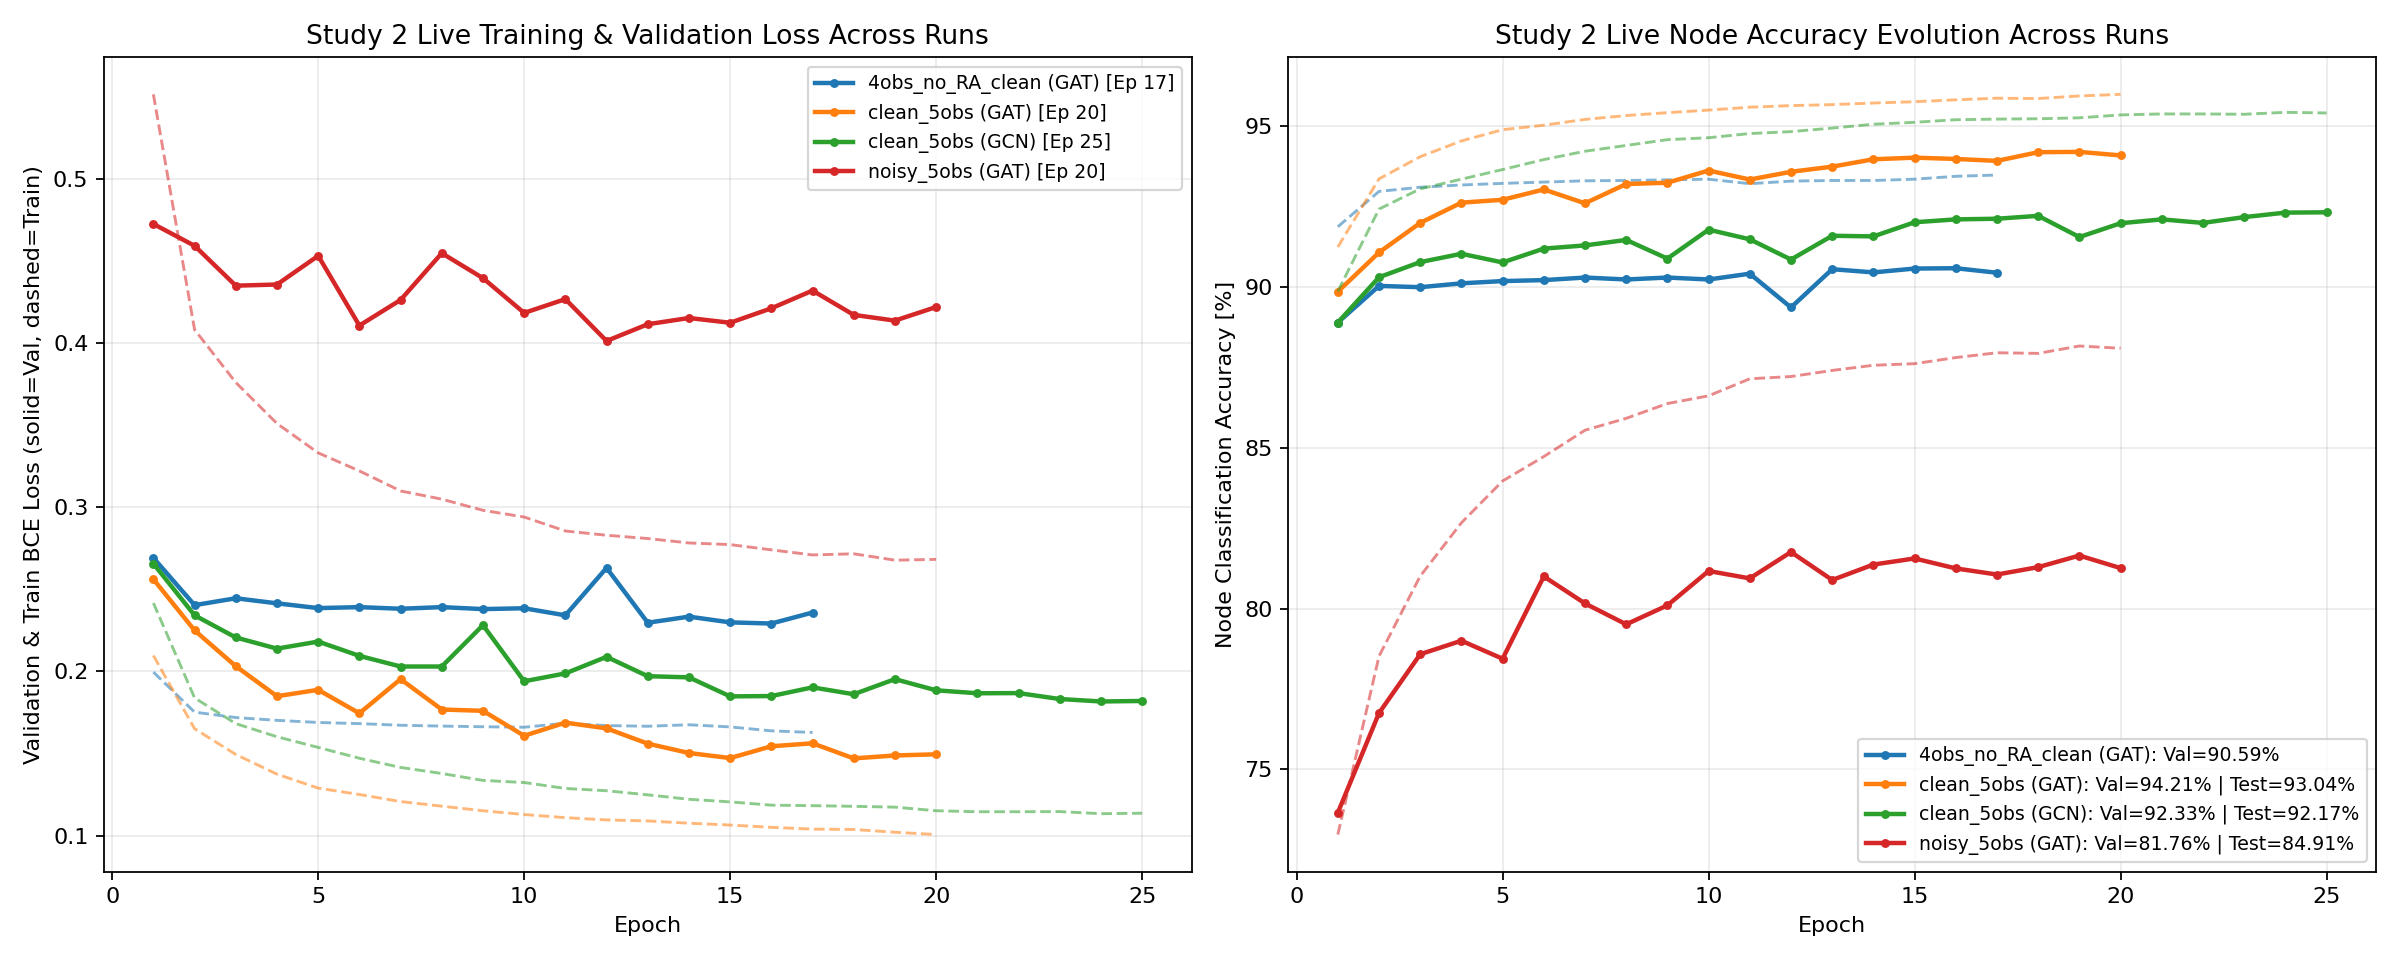 Study 2 Live Training & Validation Loss Across Runs
Validation & Train BCE Loss (solid=Val, dashed=Train)
0.5
0.4
0.3
0.2
0.1
4obs_no_RA_clean (GAT) [Ep 17]
clean_5obs (GAT) [Ep 20]
clean_5obs (GCN) [Ep 25]
noisy_5obs (GAT) [Ep 20]
0 5 10 15 20 25
Epoch
Study 2 Live Node Accuracy Evolution Across Runs
Node Classification Accuracy [%]
95
90
85
80
75
4obs_no_RA_clean (GAT): Val=90.59%
clean_5obs (GAT): Val=94.21% | Test=93.04%
clean_5obs (GCN): Val=92.33% | Test=92.17%
noisy_5obs (GAT): Val=81.76% | Test=84.91%
0 5 10 15 20 25
Epoch